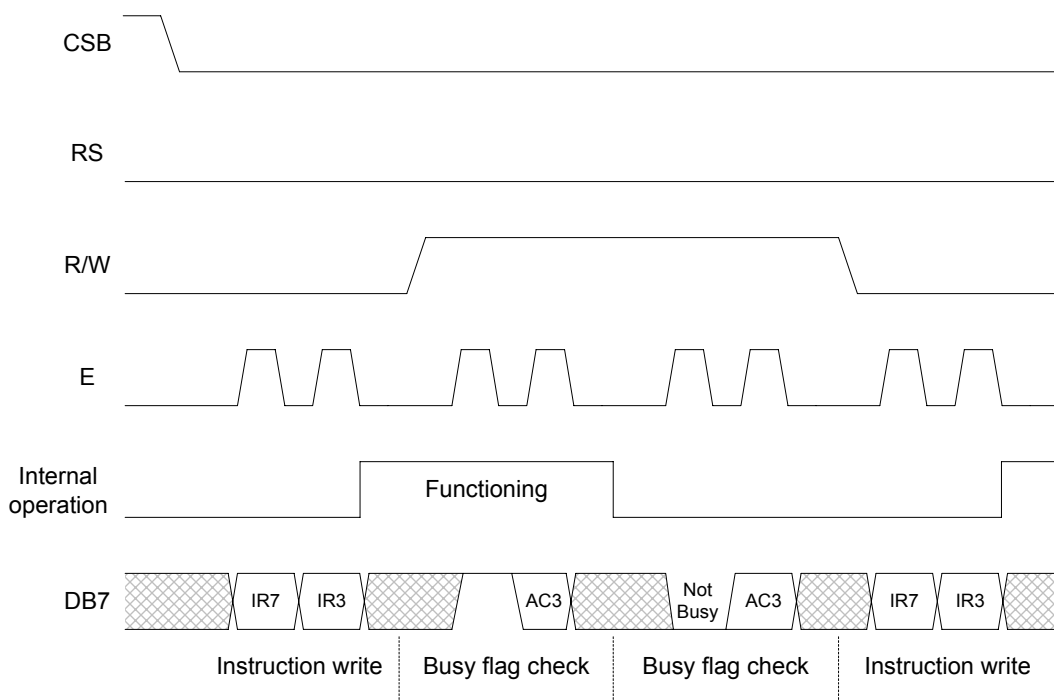 CSB
RS
R/W
E
Internal
operation
Functioning
DB7
IR7
IR3
AC3
Not
Busy
AC3
IR7
IR3
Instruction write
Busy flag check
Busy flag check
Instruction write